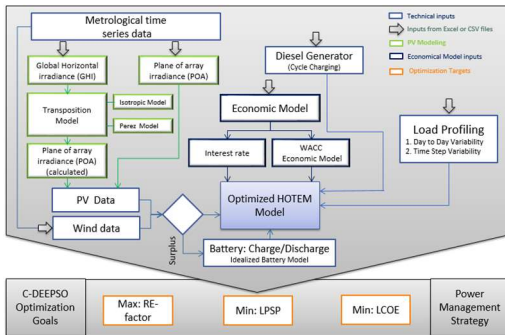 Metrological time
series data
Global Horizontal
irradiance (GHI)
Plane of array
irradiance (POA)
Transposition
Model
Isotropic Model
Perez Model
Plane of array
irradiance (POA)
(calculated)
PV Data
Wind data
Surplus
Diesel Generator
(Cycle Charging)
Economic Model
Interest rate
WACC
Economic Model
Optimized HOTEM
Model
Battery: Charge/Discharge
Idealized Battery Model
Technical inputs
Inputs from Excel or CSV files
PV Modelling
Economical Model inputs
Optimization Targets
Load Profiling
1. Day to Day Variability
2. Time Step Variability
C-DEEPSO
Optimization
Goals
Max: RE-
factor
Min: LPSP
Min: LCOE
Power
Management
Strategy